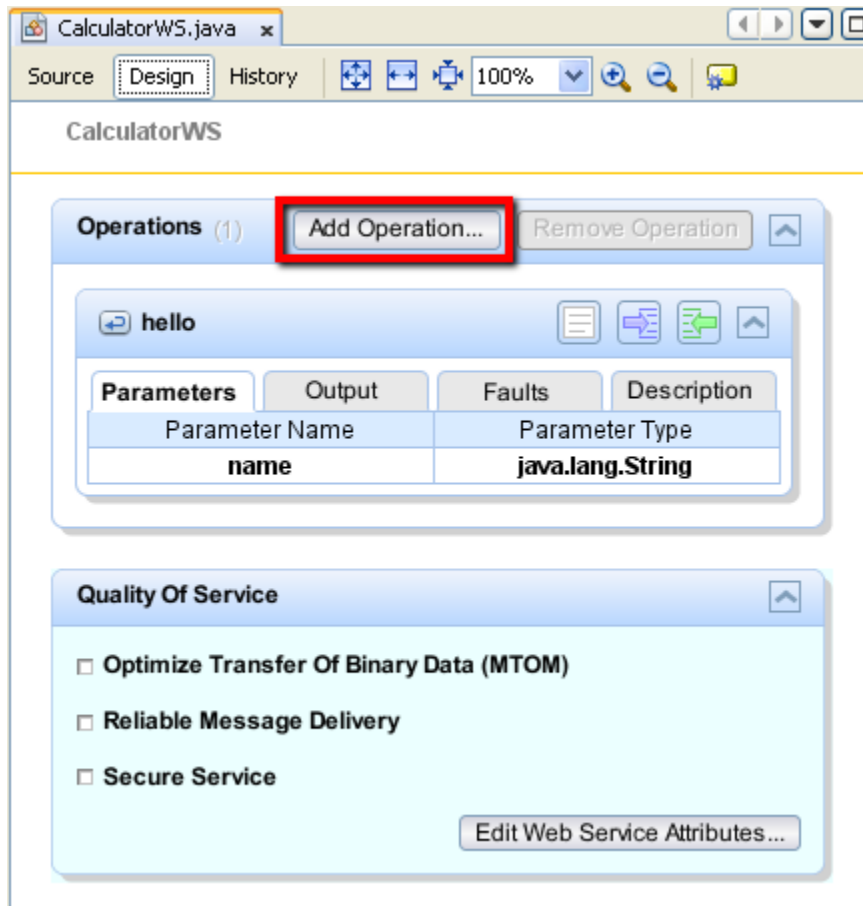 CalculatorWS.java x
Source Design History 100%
CalculatorWS
Operations (1) Add Operation... Remove Operation
hello
Parameters Output Faults Description
Parameter Name Parameter Type
name java.lang.String
Quality Of Service
Optimize Transfer Of Binary Data (MTOM)
Reliable Message Delivery
Secure Service
Edit Web Service Attributes...